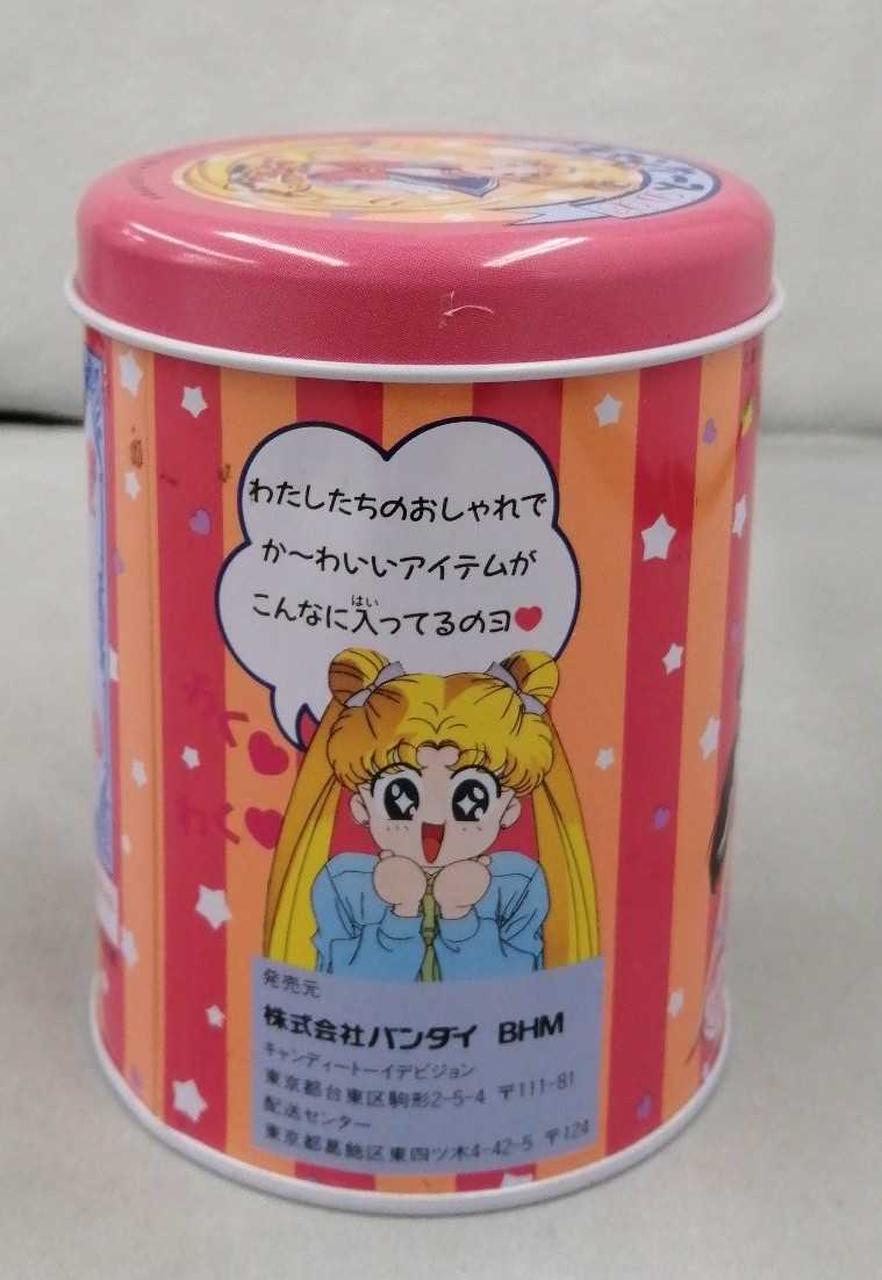 わたしたちのおしゃれで
か〜わいいアイテムが
こんなに入ってるのヨ♥
はい
わく♥
わく♥
発売元
株式会社バンダイ BHM
キャンディートーイデビジョン
東京都台東区駒形2-5-4 〒111-81
配送センター
東京都葛飾区東四ツ木4-42-5 〒124